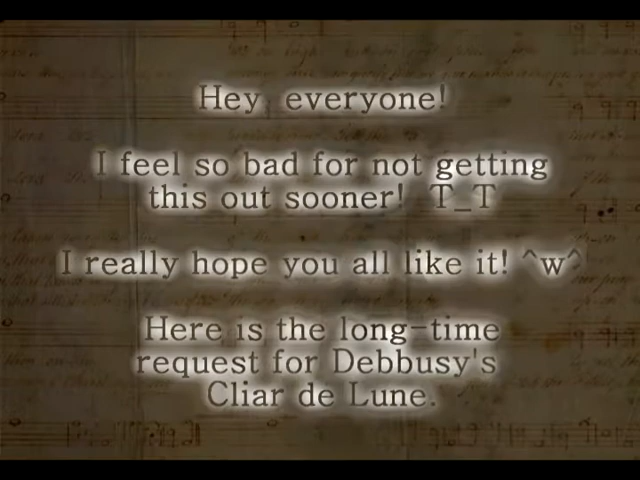 Hey, everyone!
I feel so bad for not getting
this out sooner! T_T
I really hope you all like it! ^w^
Here is the long-time
request for Debbusy's
Cliar de Lune.